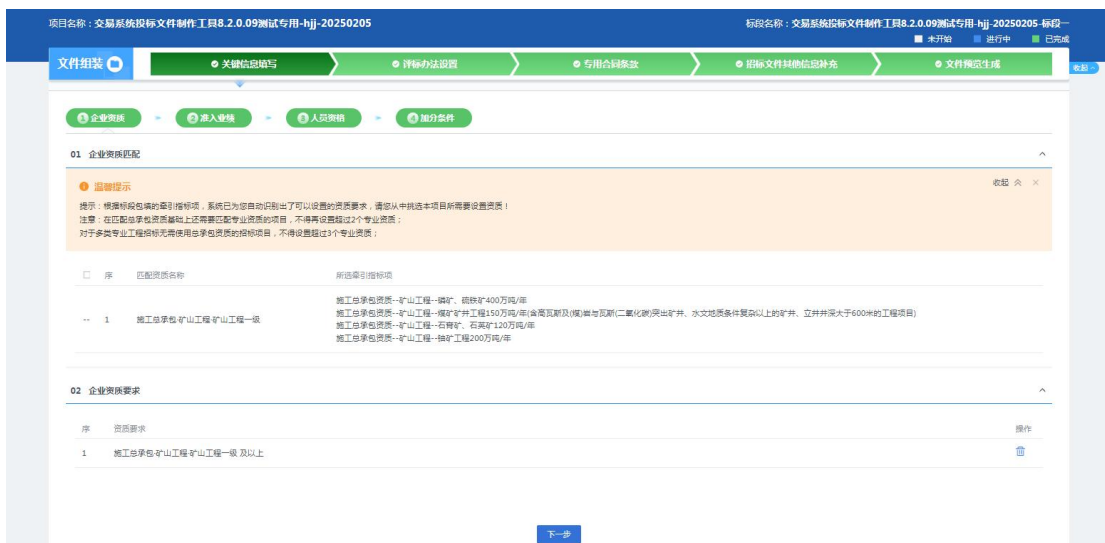 项目名称：交易系统投标文件制作工具8.2.0.09测试专用-hjj-20250205
标段名称：交易系统投标文件制作工具8.2.0.09测试专用-hjj-20250205-标段一
未开始 进行中 已完成
文件组装 关键信息填写 评标办法设置 专用合同条款 招标文件其他信息补充 文件预览生成 收起
1 企业资质 2 准入业绩 3 人员资格 4 加分条件
01 企业资质匹配
温馨提示 收起
提示：根据标段包填的牵引指标项，系统已为您自动识别出了可以设置的资质要求，请您从中挑选本项目所需要设置资质！
注意：在匹配总承包资质基础上还需要匹配专业资质的项目，不得再设置超过2个专业资质；
对于多类专业工程招标无需使用总承包资质的招标项目，不得设置超过3个专业资质；
序 匹配资质名称 所选牵引指标项
施工总承包资质--矿山工程--磷矿、硫铁矿400万吨/年
-- 1 施工总承包·矿山工程·矿山工程一级 施工总承包资质--矿山工程--煤矿矿井工程150万吨/年(含高瓦斯及(煤)岩与瓦斯(二氧化碳)突出矿井、水文地质条件复杂以上的矿井、立井井深大于600米的工程项目)
施工总承包资质--矿山工程--石膏矿、石英矿120万吨/年
施工总承包资质--矿山工程--铀矿工程200万吨/年
02 企业资质要求
序 资质要求 操作
1 施工总承包·矿山工程·矿山工程一级 及以上
下一步